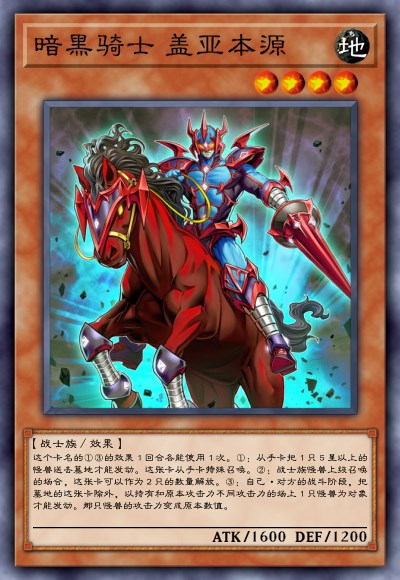 暗黑骑士 盖亚本源
地
【战士族/效果】
这个卡名的①③的效果1回合各能使用1次。①：从手卡把1只5星以上的
怪兽送去墓地才能发动。这张卡从手卡特殊召唤。②：战士族怪兽上级召唤
的场合，这张卡可以作为2只的数量解放。③：自己·对方的战斗阶段，把
墓地的这张卡除外，以持有和原本攻击力不同攻击力的场上1只怪兽为对象
才能发动。那只怪兽的攻击力变成原本数值。
ATK/1600 DEF/1200